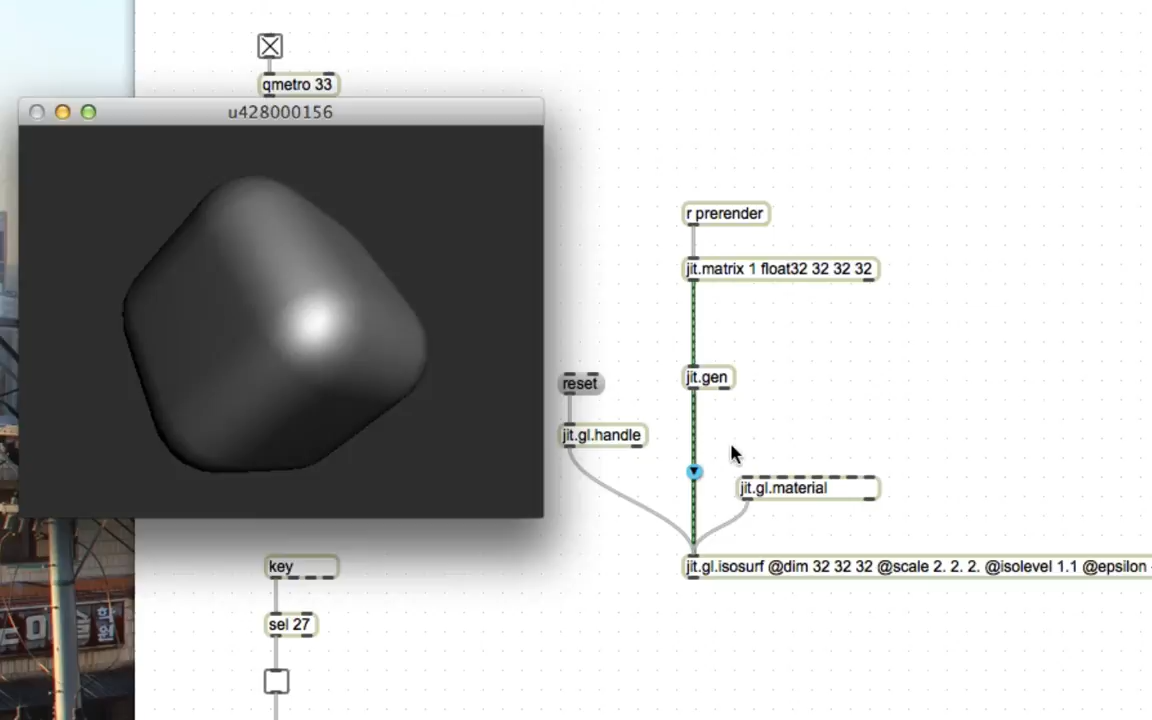 qmetro 33
u428000156
r prerender
jit.matrix 1 float32 32 32 32
jit.gen
reset
jit.gl.handle
jit.gl.material
key
jit.gl.isosurf @dim 32 32 32 @scale 2. 2. 2. @isolevel 1.1 @epsilon
sel 27